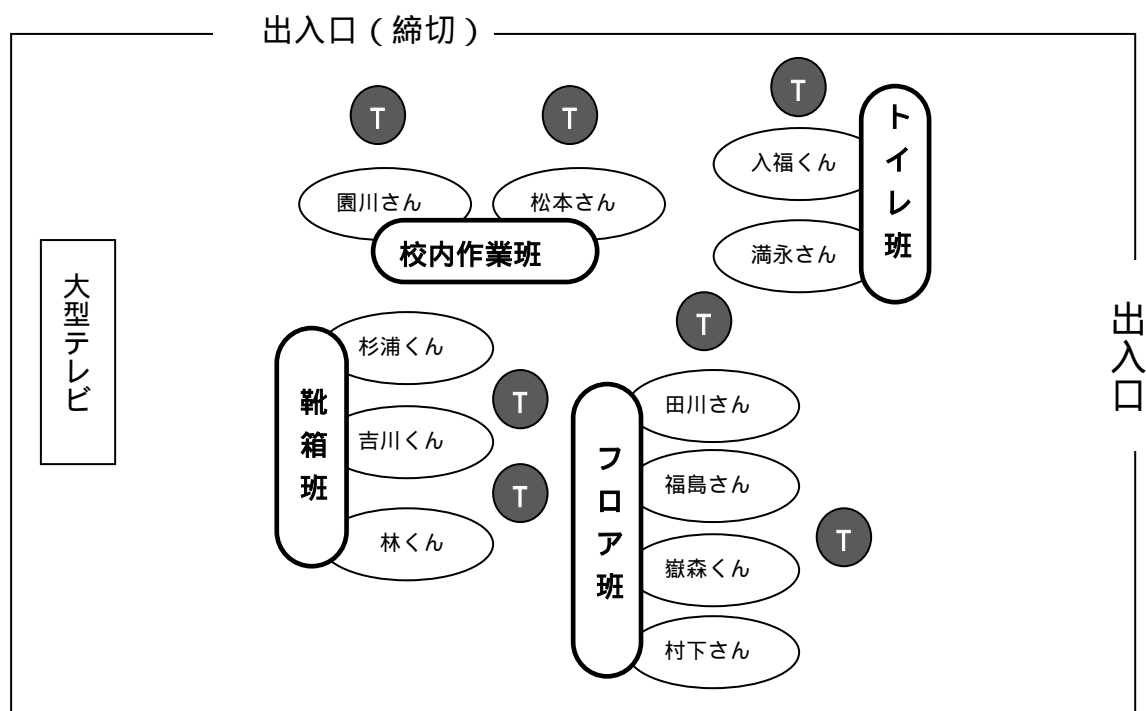 出入口（締切）
T
T
T
園川さん
松本さん
校内作業班
入福くん
満永さん
トイレ班
大型テレビ
出入口
杉浦くん
吉川くん
林くん
靴箱班
T
T
T
田川さん
福島さん
嶽森くん
村下さん
フロア班
T